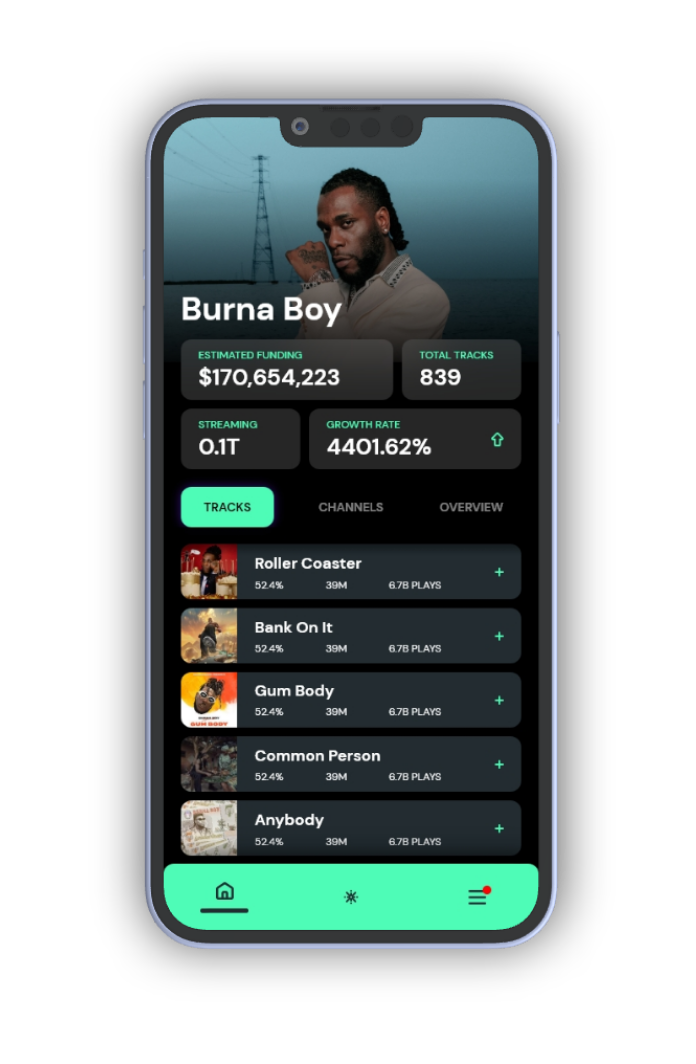 Burna Boy
ESTIMATED FUNDING
$170,654,223
TOTAL TRACKS
839
STREAMING
0.1T
GROWTH RATE
4401.62%
TRACKS CHANNELS OVERVIEW
Roller Coaster
52.4% 39M 6.7B PLAYS
+
Bank On It
52.4% 39M 6.7B PLAYS
+
Gum Body
52.4% 39M 6.7B PLAYS
+
GUM BODY
Common Person
52.4% 39M 6.7B PLAYS
+
Anybody
52.4% 39M 6.7B PLAYS
+